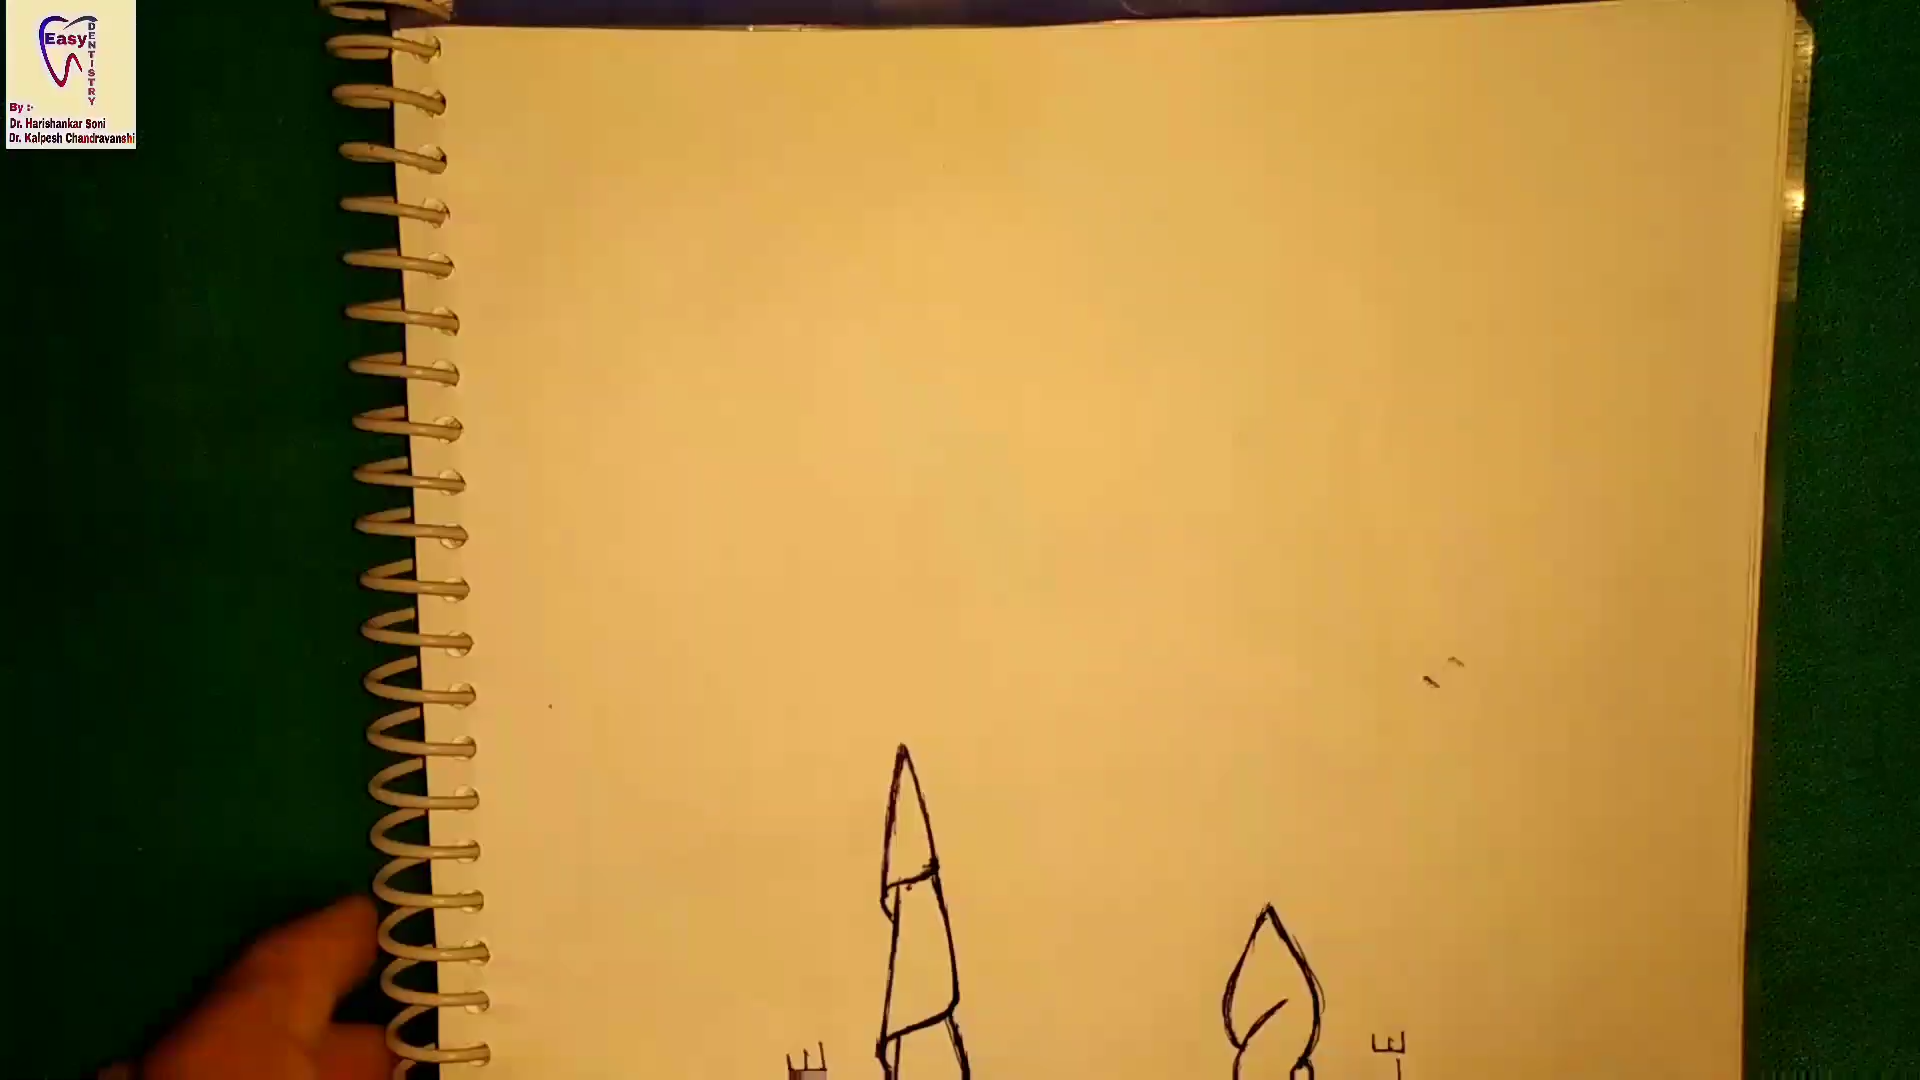 Easy
DENTISTRY
By :-
Dr. Harishankar Soni
Dr. Kalpesh Chandravanshi
E
E